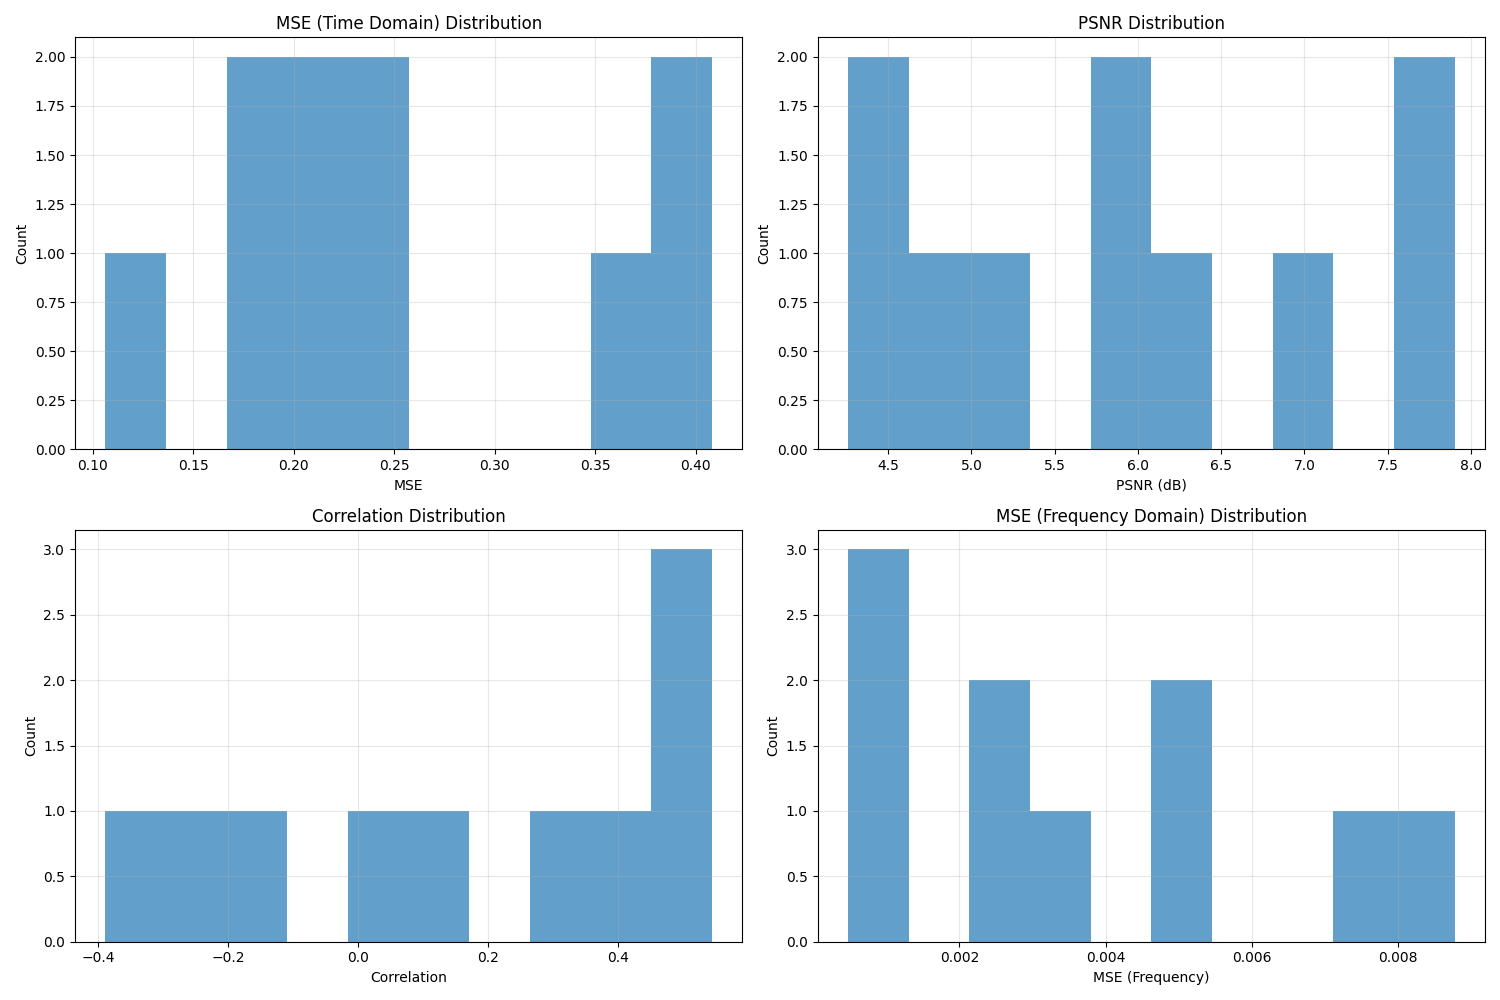 MSE (Time Domain) Distribution
2.00
1.75
1.50
1.25
1.00
0.75
0.50
0.25
0.00
Count
0.10 0.15 0.20 0.25 0.30 0.35 0.40
MSE
PSNR Distribution
2.00
1.75
1.50
1.25
1.00
0.75
0.50
0.25
0.00
Count
4.5 5.0 5.5 6.0 6.5 7.0 7.5 8.0
PSNR (dB)
Correlation Distribution
3.0
2.5
2.0
1.5
1.0
0.5
0.0
Count
−0.4 −0.2 0.0 0.2 0.4
Correlation
MSE (Frequency Domain) Distribution
3.0
2.5
2.0
1.5
1.0
0.5
0.0
Count
0.002 0.004 0.006 0.008
MSE (Frequency)